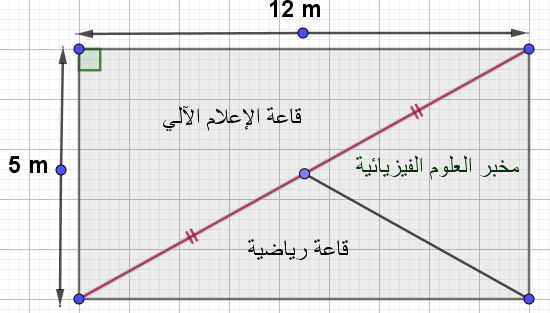 12 m
قاعة الإعلام الآلي
5 m
مخبر العلوم الفيزيائية
قاعة رياضية